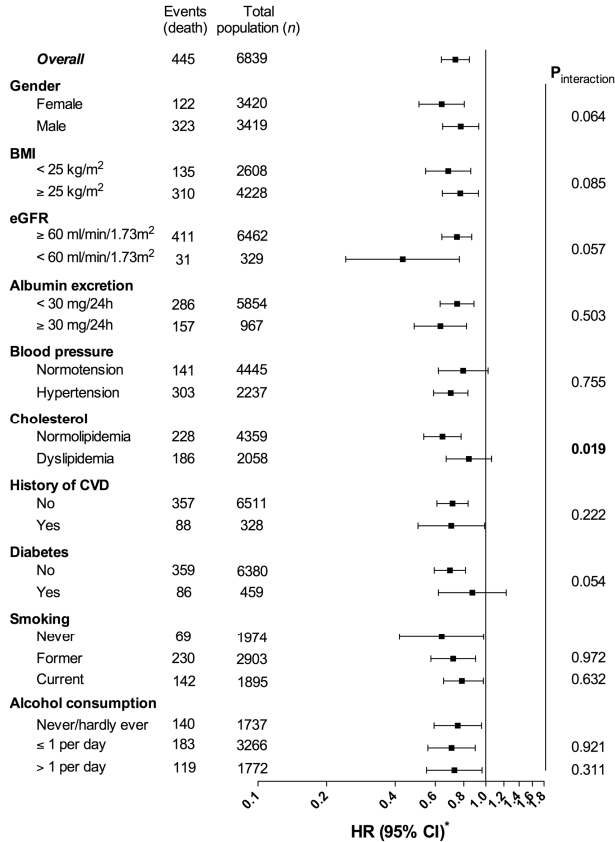 Events Total
(death) population (n)
Overall 445 6839
Pinteraction
Gender
Female 122 3420
0.064
Male 323 3419
BMI
< 25 kg/m2 135 2608
0.085
≥ 25 kg/m2 310 4228
eGFR
≥ 60 ml/min/1.73m2 411 6462
0.057
< 60 ml/min/1.73m2 31 329
Albumin excretion
< 30 mg/24h 286 5854
0.503
≥ 30 mg/24h 157 967
Blood pressure
Normotension 141 4445
0.755
Hypertension 303 2237
Cholesterol
Normolipidemia 228 4359
0.019
Dyslipidemia 186 2058
History of CVD
No 357 6511
0.222
Yes 88 328
Diabetes
No 359 6380
0.054
Yes 86 459
Smoking
Never 69 1974
Former 230 2903 0.972
Current 142 1895 0.632
Alcohol consumption
Never/hardly ever 140 1737
≤ 1 per day 183 3266 0.921
> 1 per day 119 1772 0.311
0.1 0.2 0.4 0.6 0.8 1.0 1.2 1.4 1.6 1.8
HR (95% CI)*